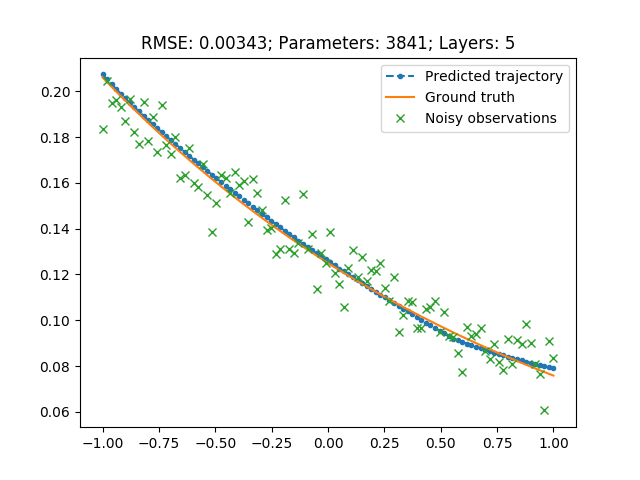 RMSE: 0.00343; Parameters: 3841; Layers: 5
Predicted trajectory
Ground truth
Noisy observations
0.20
0.18
0.16
0.14
0.12
0.10
0.08
0.06
−1.00 −0.75 −0.50 −0.25 0.00 0.25 0.50 0.75 1.00